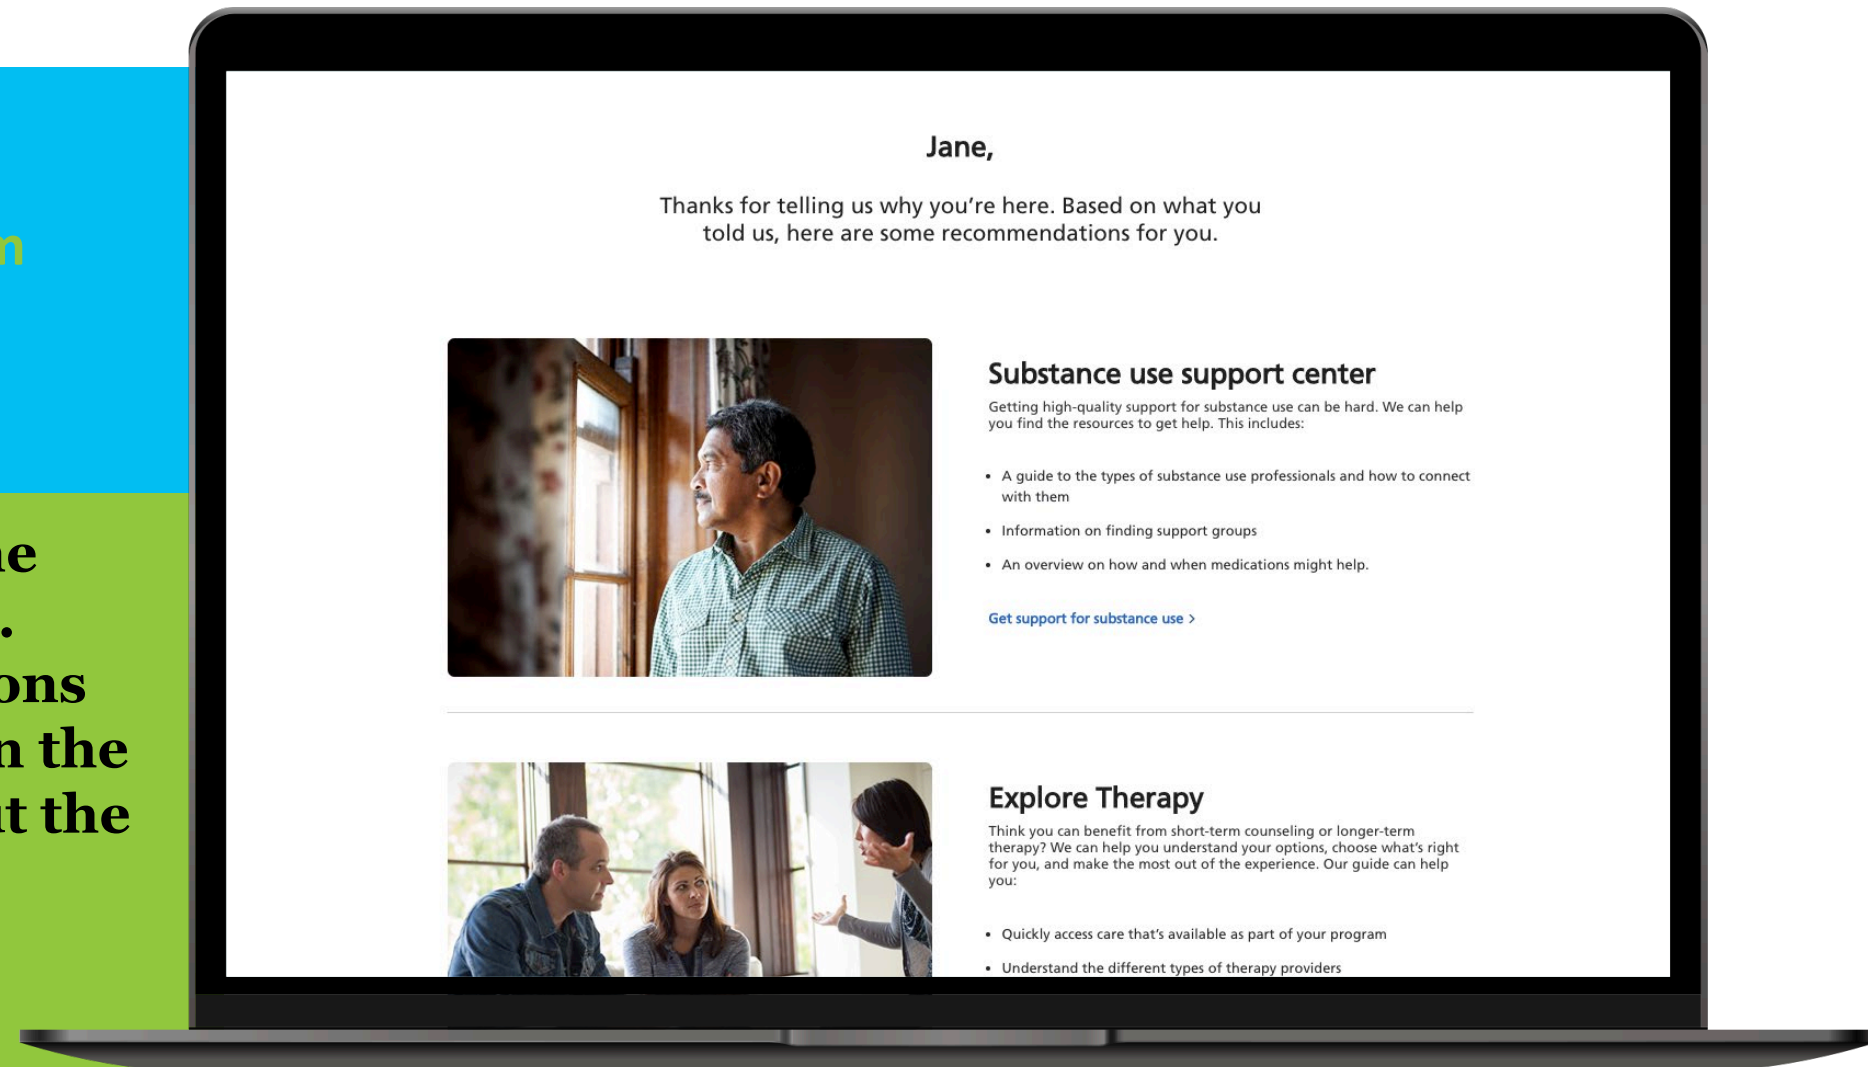 m
he
.
ons
n the
ut the
Jane,
Thanks for telling us why you're here. Based on what you
told us, here are some recommendations for you.
Substance use support center
Getting high-quality support for substance use can be hard. We can help
you find the resources to get help. This includes:
• A guide to the types of substance use professionals and how to connect
with them
• Information on finding support groups
• An overview on how and when medications might help.
Get support for substance use >
Explore Therapy
Think you can benefit from short-term counseling or longer-term
therapy? We can help you understand your options, choose what's right
for you, and make the most out of the experience. Our guide can help
you:
• Quickly access care that's available as part of your program
• Understand the different types of therapy providers